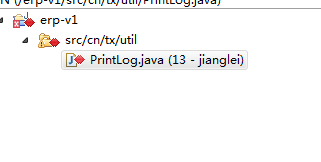 N (/erp-v1/src/cn/tx/util/PrintLog.java)
erp-v1
src/cn/tx/util
PrintLog.java (13 - jianglei)